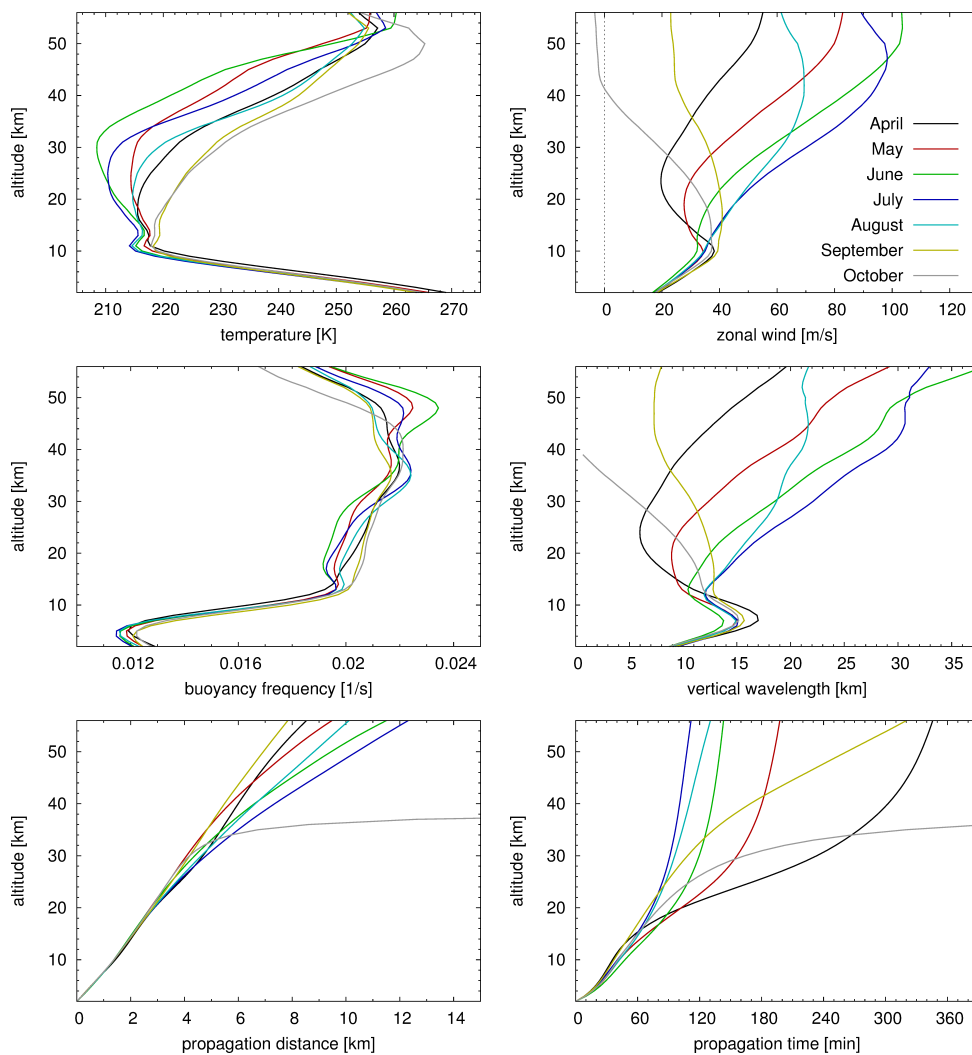 50
40
30
20
10
altitude [km]
210 220 230 240 250 260 270
temperature [K]
50
40
30
20
10
altitude [km]
April
May
June
July
August
September
October
0 20 40 60 80 100 120
zonal wind [m/s]
50
40
30
20
10
altitude [km]
0.012 0.016 0.02 0.024
buoyancy frequency [1/s]
50
40
30
20
10
altitude [km]
0 5 10 15 20 25 30 35
vertical wavelength [km]
50
40
30
20
10
altitude [km]
0 2 4 6 8 10 12 14
propagation distance [km]
50
40
30
20
10
altitude [km]
0 60 120 180 240 300 360
propagation time [min]